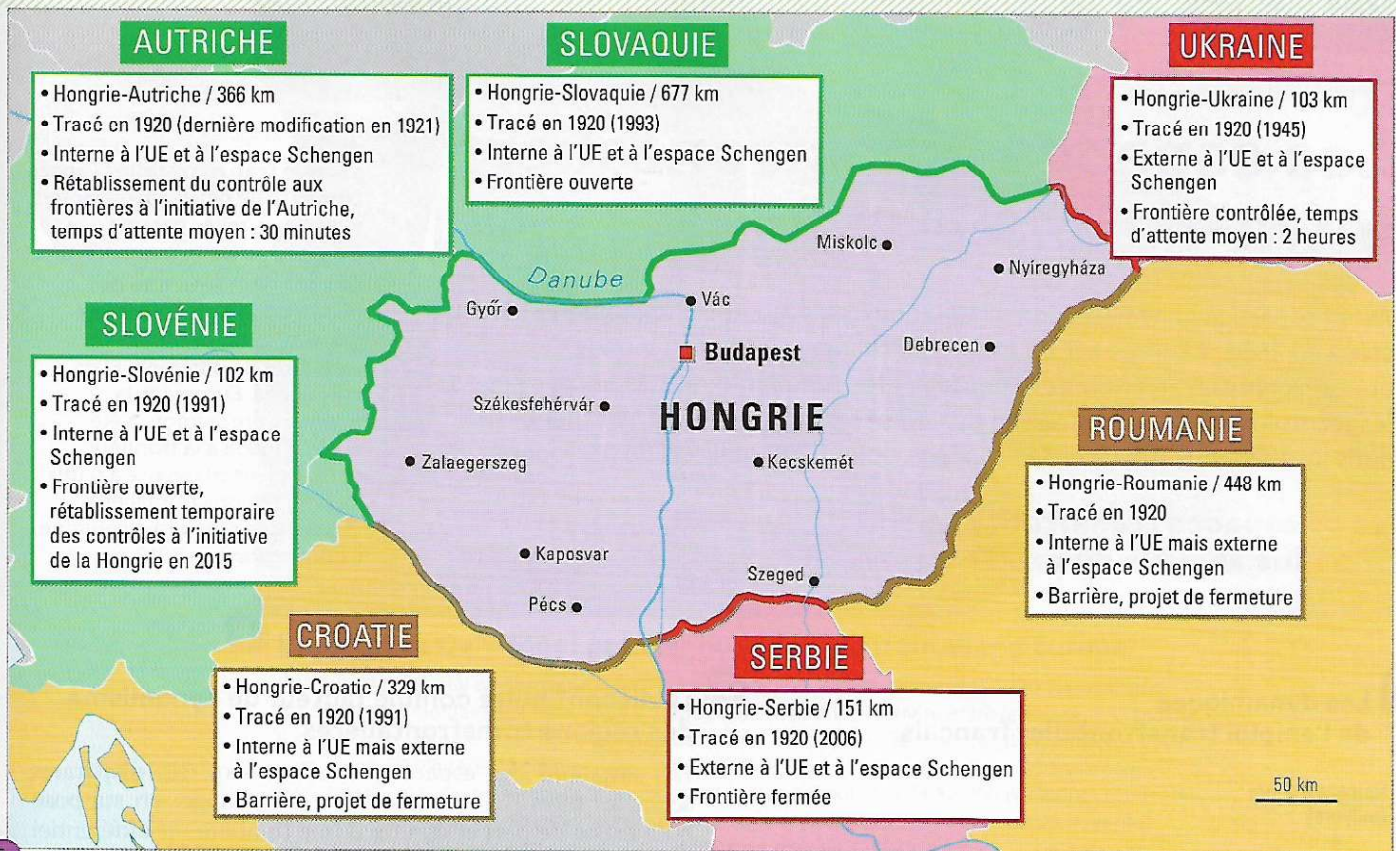 AUTRICHE
• Hongrie-Autriche / 366 km
• Tracé en 1920 (dernière modification en 1921)
• Interne à l'UE et à l'espace Schengen
• Rétablissement du contrôle aux
frontières à l'initiative de l'Autriche,
temps d'attente moyen : 30 minutes
SLOVAQUIE
• Hongrie-Slovaquie / 677 km
• Tracé en 1920 (1993)
• Interne à l'UE et à l'espace Schengen
• Frontière ouverte
UKRAINE
• Hongrie-Ukraine / 103 km
• Tracé en 1920 (1945)
• Externe à l'UE et à l'espace
Schengen
• Frontière contrôlée, temps
d'attente moyen : 2 heures
SLOVÉNIE
• Hongrie-Slovénie / 102 km
• Tracé en 1920 (1991)
• Interne à l'UE et à l'espace
Schengen
• Frontière ouverte,
rétablissement temporaire
des contrôles à l'initiative
de la Hongrie en 2015
Danube
Miskolc
Nyíregyháza
Győr
Vác
Budapest
Debrecen
Székesfehérvár
HONGRIE
Zalaegerszeg
Kecskemét
Kaposvar
Szeged
Pécs
ROUMANIE
• Hongrie-Roumanie / 448 km
• Tracé en 1920
• Interne à l'UE mais externe
à l'espace Schengen
• Barrière, projet de fermeture
CROATIE
• Hongrie-Croatic / 329 km
• Tracé en 1920 (1991)
• Interne à l'UE mais externe
à l'espace Schengen
• Barrière, projet de fermeture
SERBIE
• Hongrie-Serbie / 151 km
• Tracé en 1920 (2006)
• Externe à l'UE et à l'espace Schengen
• Frontière fermée
50 km